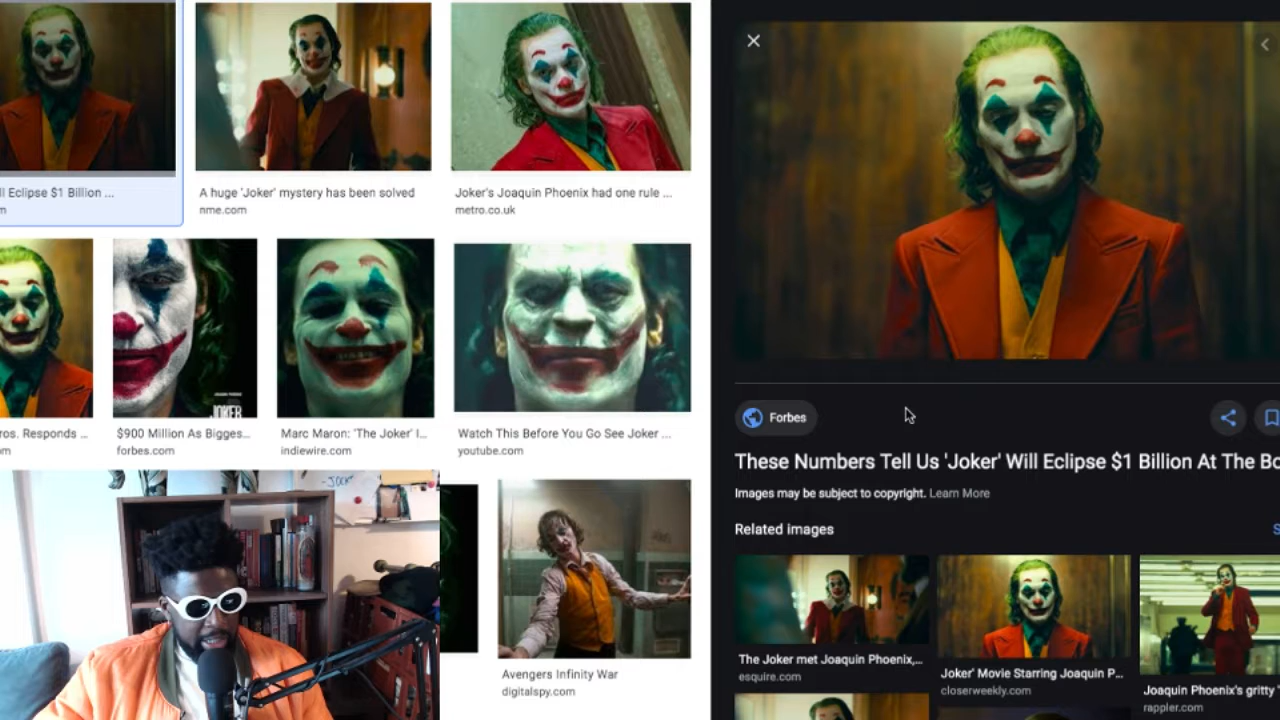 ll Eclipse $1 Billion ...
m
A huge 'Joker' mystery has been solved
nme.com
Joker's Joaquin Phoenix had one rule ...
metro.co.uk
ros. Responds ...
om
JOKER
$900 Million As Bigges...
forbes.com
Marc Maron: 'The Joker' I...
indiewire.com
Watch This Before You Go See Joker ...
youtube.com
Avengers Infinity War
digitalspy.com
Forbes
These Numbers Tell Us 'Joker' Will Eclipse $1 Billion At The Bo
Images may be subject to copyright. Learn More
Related images
S
The Joker met Joaquin Phoenix,...
esquire.com
Joker' Movie Starring Joaquin P...
closerweekly.com
Joaquin Phoenix's gritty '
rappler.com